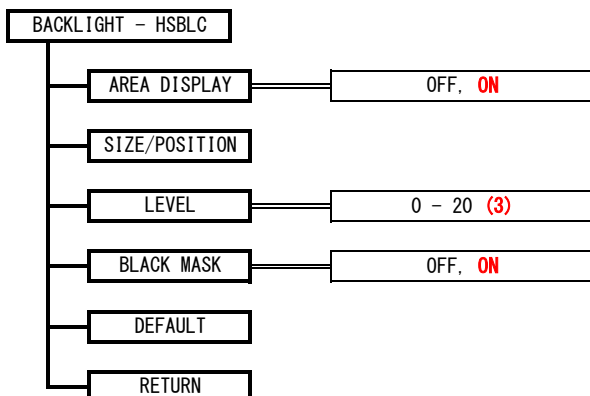 BACKLIGHT - HSBLC
AREA DISPLAY OFF, ON
SIZE/POSITION
LEVEL 0 - 20 (3)
BLACK MASK OFF, ON
DEFAULT
RETURN